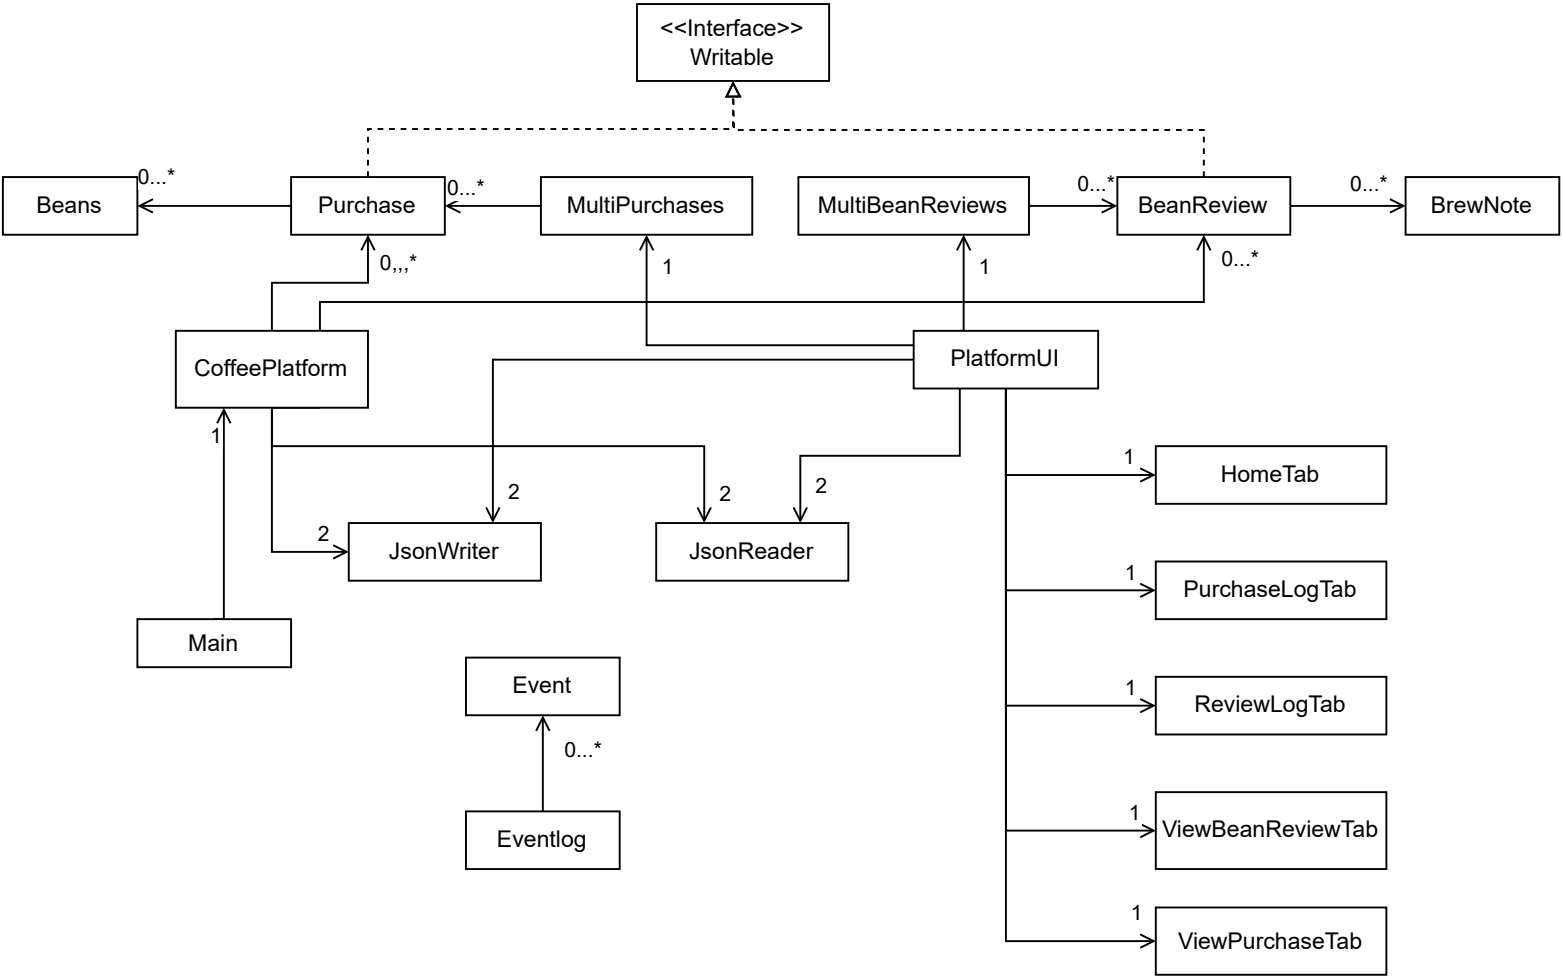 <<Interface>>
Writable
0...*
0...*
0...*
0...*
Beans
Purchase
MultiPurchases
MultiBeanReviews
BeanReview
BrewNote
0,,,*
1
1
0...*
CoffeePlatform
PlatformUI
1
1
HomeTab
2
2
2
2
JsonWriter
JsonReader
1
PurchaseLogTab
Main
Event
1
ReviewLogTab
0...*
Eventlog
1
ViewBeanReviewTab
1
ViewPurchaseTab